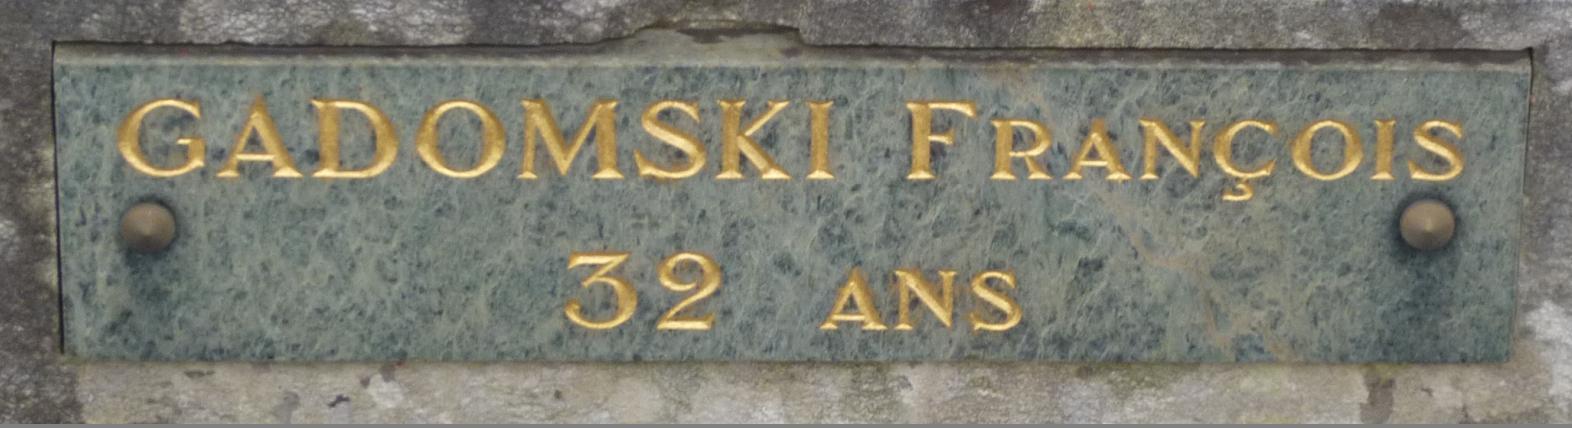 GADOMSKI FRANÇOIS
32 ANS